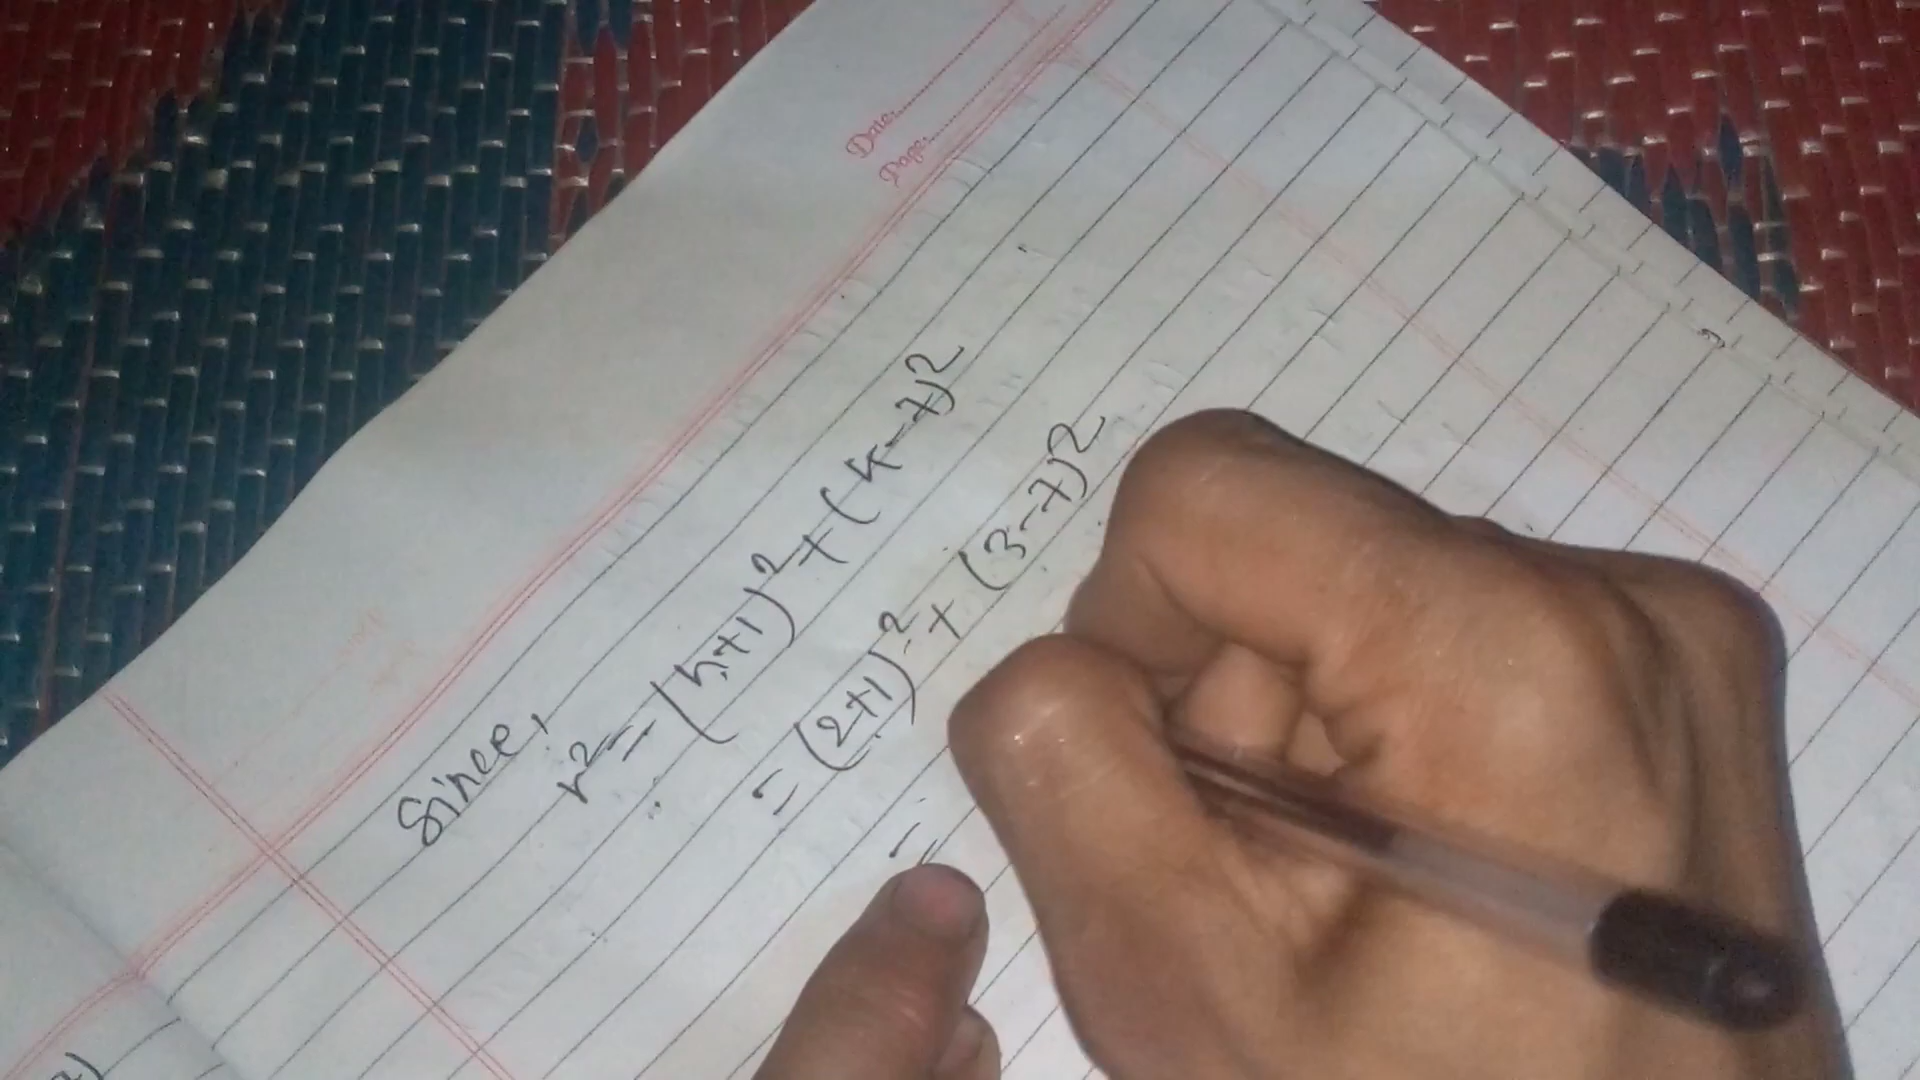 Date:
Page:
Since,
r² = (h+1)² + (k-7)²
= (2+1)² + (3-7)²
=